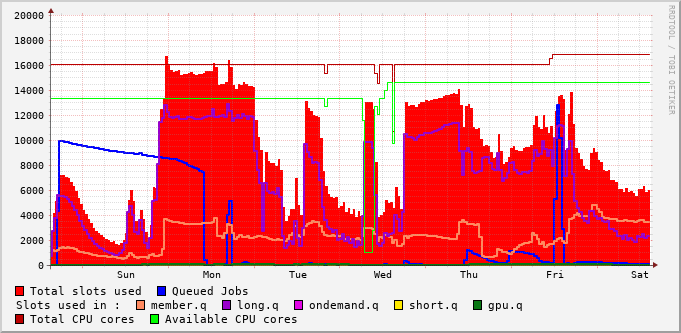 20000
18000
16000
14000
12000
10000
8000
6000
4000
2000
0
Sun Mon Tue Wed Thu Fri Sat
RRDTOOL / TOBI OETIKER
Total slots used Queued Jobs
Slots used in : member.q long.q ondemand.q short.q gpu.q
Total CPU cores Available CPU cores